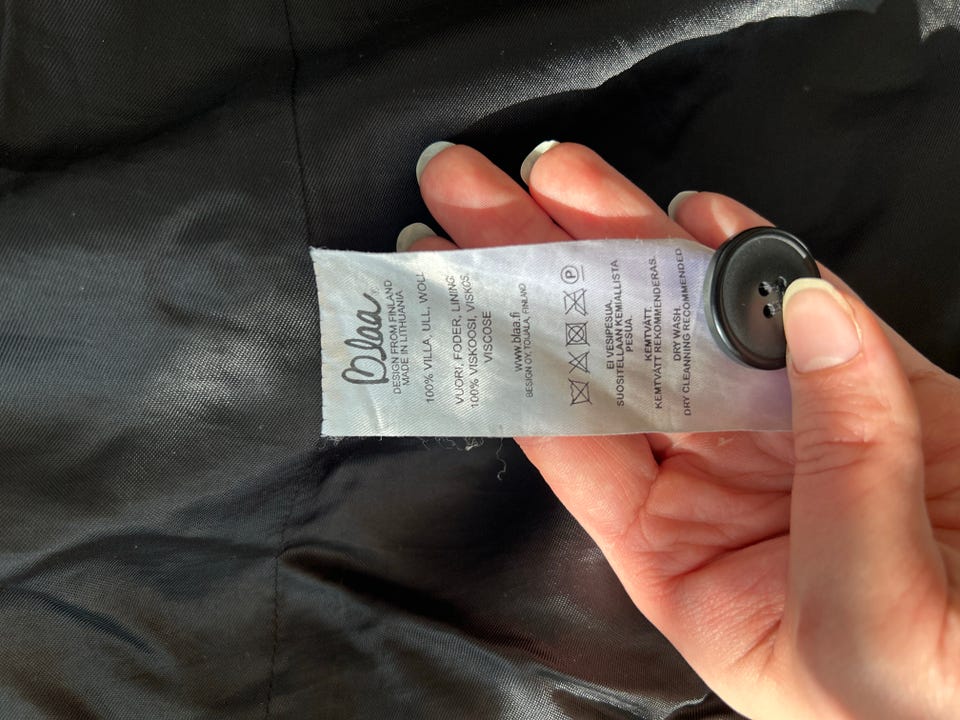 Blaa
DESIGN FROM FINLAND
MADE IN LITHUANIA
100% VILLA, ULL, WOLL
VUORI, FODER, LINING:
100% VISKOOSI, VISKOS,
VISCOSE
www.blaa.fi
DESIGN OY, TOIJALA, FINLAND
P
EI VESIPESUA.
SUOSITELLAAN KEMIALLISTA
PESUA.
KEMTVÄTT.
KEMTVÄTT REKOMMENDERAS.
DRY WASH.
DRY CLEANNING RECOMMENDED